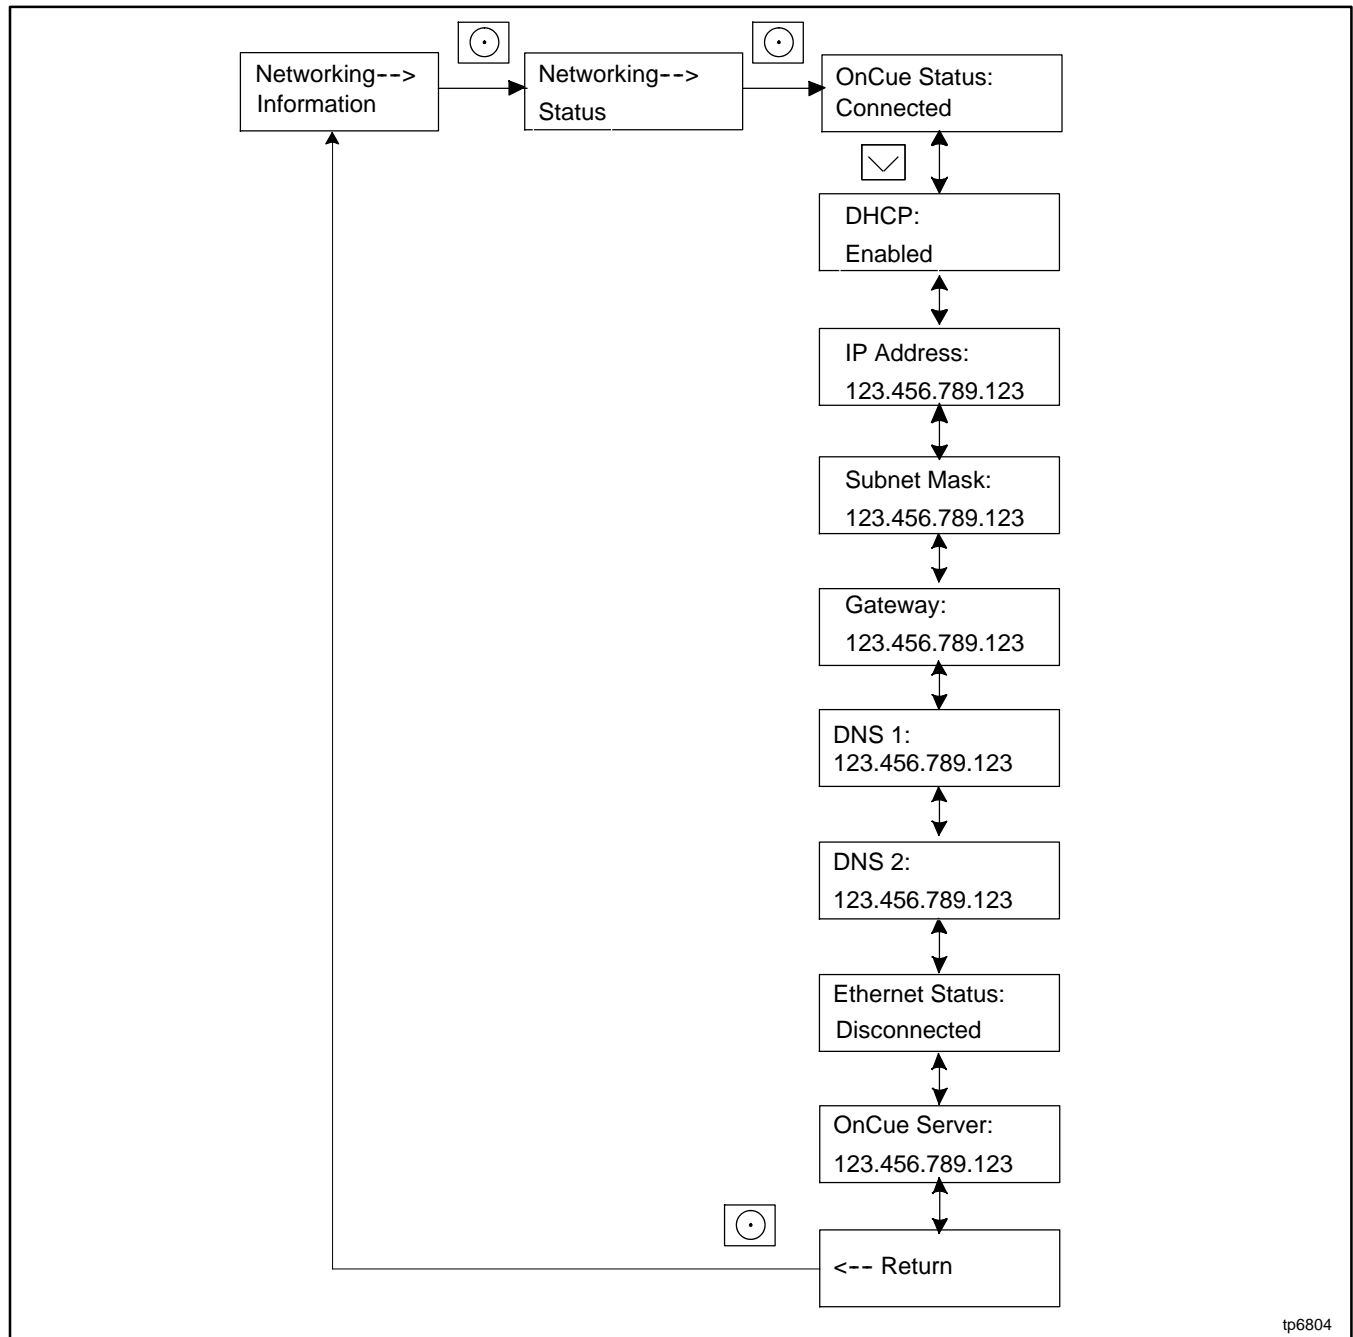 Networking-->
Information
Networking-->
Status
OnCue Status:
Connected
DHCP:
Enabled
IP Address:
123.456.789.123
Subnet Mask:
123.456.789.123
Gateway:
123.456.789.123
DNS 1:
123.456.789.123
DNS 2:
123.456.789.123
Ethernet Status:
Disconnected
OnCue Server:
123.456.789.123
<-- Return
tp6804